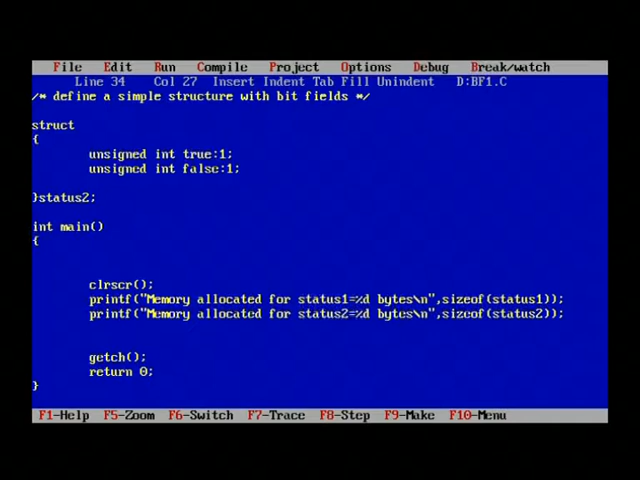 File Edit Run Compile Project Options Debug Break/watch
Line 34 Col 27 Insert Indent Tab Fill Unindent D:BF1.C
/* define a simple structure with bit fields */
struct
{
unsigned int true:1;
unsigned int false:1;
}status2;
int main()
{
clrscr();
printf("Memory allocated for status1=%d bytes\n",sizeof(status1));
printf("Memory allocated for status2=%d bytes\n",sizeof(status2));
getch();
return 0;
}
F1-Help F5-Zoom F6-Switch F7-Trace F8-Step F9-Make F10-Menu